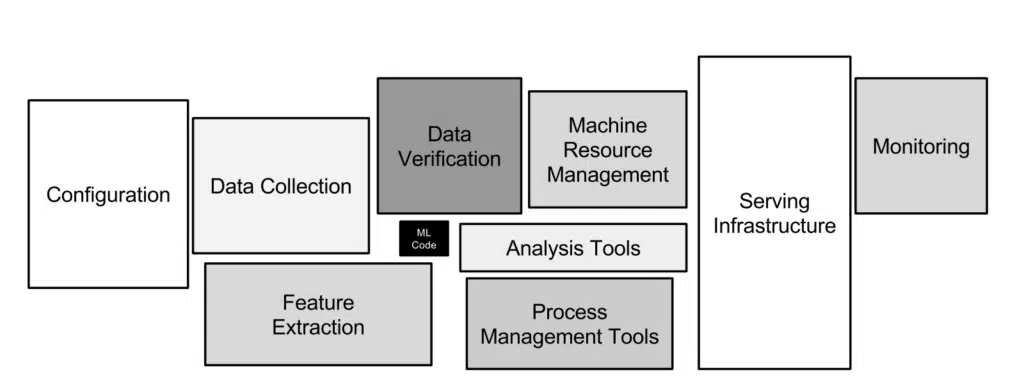 Configuration
Data Collection
Data
Verification
Machine
Resource
Management
Serving
Infrastructure
Monitoring
ML
Code
Analysis Tools
Feature
Extraction
Process
Management Tools